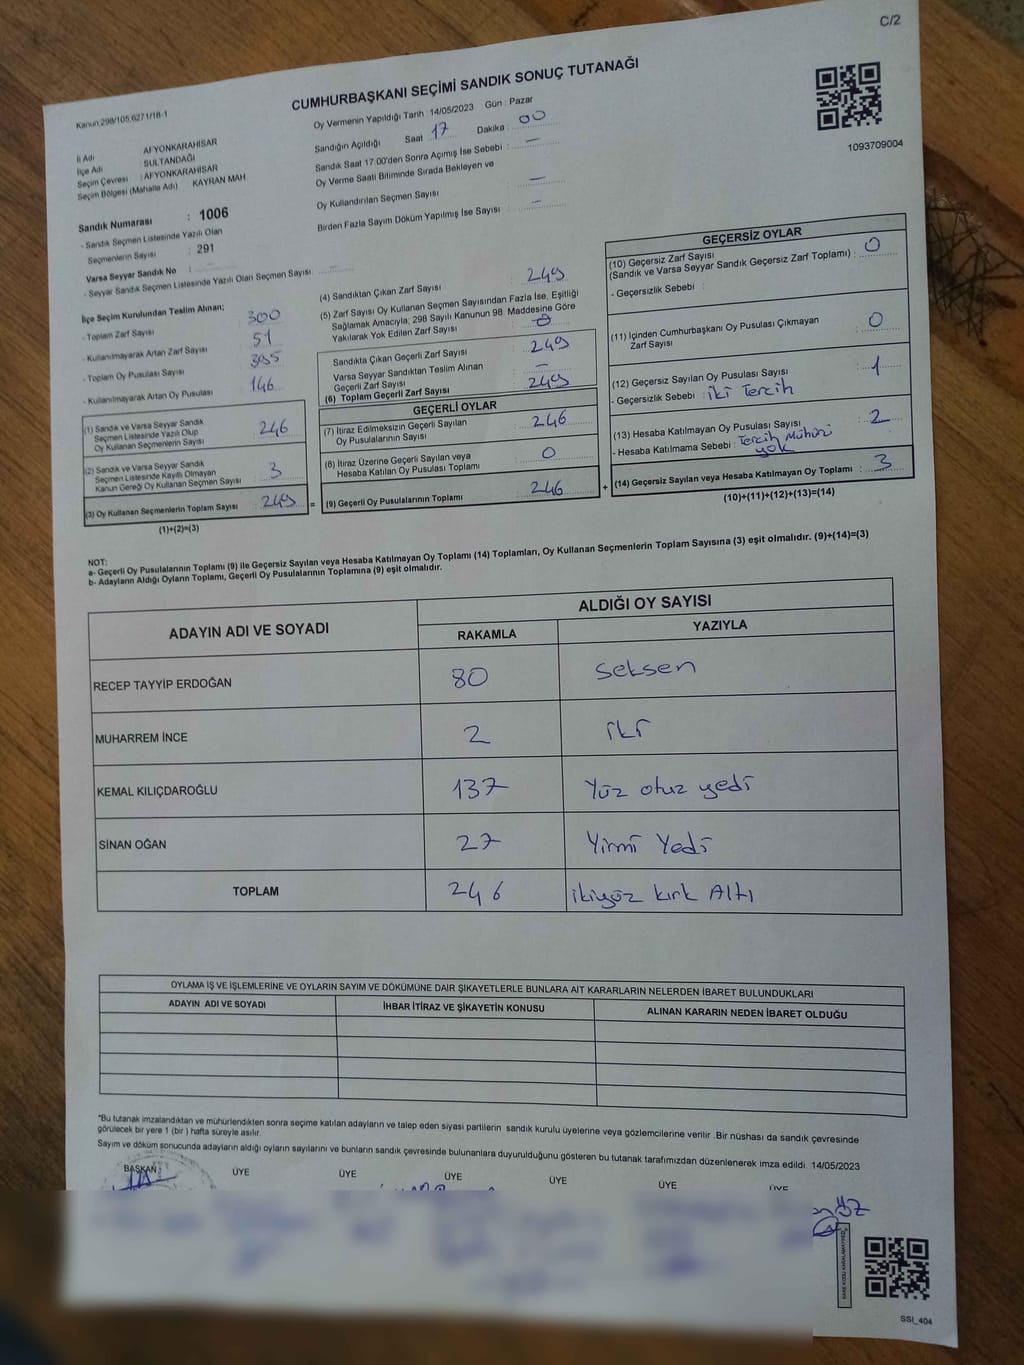 C/2
CUMHURBAŞKANI SEÇİMİ SANDIK SONUÇ TUTANAĞI
Kanun;298/105,6271/18-1
Oy Vermenin Yapıldığı Tarih : 14/05/2023 Gün : Pazar
Sandığın Açıldığı Saat : 17 Dakika : 00
Sandık Saat 17:00'den Sonra Açımış İse Sebebi : —
Oy Verme Saati Bitiminde Sırada Bekleyen ve
Oy Kullandırılan Seçmen Sayısı : —
Birden Fazla Sayım Döküm Yapılmış İse Sayısı : —
1093709004
İl Adı : AFYONKARAHİSAR
İlçe Adı : SULTANDAĞI
Seçim Çevresi : AFYONKARAHİSAR
Seçim Bölgesi (Mahalle Adı) : KAYRAN MAH
Sandık Numarası : 1006
- Sandık Seçmen Listesinde Yazılı Olan
Seçmenlerin Sayısı : 291
Varsa Seyyar Sandık No :
- Seyyar Sandık Seçmen Listesinde Yazılı Olan Seçmen Sayısı :
İlçe Seçim Kurulundan Teslim Alınan;
- Toplam Zarf Sayısı : 300
- Kullanılmayarak Artan Zarf Sayısı : 51
- Toplam Oy Pusulası Sayısı : 395
- Kullanılmayarak Artan Oy Pusulası : 146
(1) Sandık ve Varsa Seyyar Sandık
Seçmen Listesinde Yazılı Olup
Oy Kullanan Seçmenlerin Sayısı : 246
(2) Sandık ve Varsa Seyyar Sandık
Seçmen Listesinde Kayıtlı Olmayan
Kanun Gereği Oy Kullanan Seçmen Sayısı : 3
(3) Oy Kullanan Seçmenlerin Toplam Sayısı : 249
(1)+(2)=(3)
(4) Sandıktan Çıkan Zarf Sayısı : 249
(5) Zarf Sayısı Oy Kullanan Seçmen Sayısından Fazla İse, Eşitliği
Sağlamak Amacıyla, 298 Sayılı Kanunun 98. Maddesine Göre
Yakılarak Yok Edilen Zarf Sayısı : 0
Sandıkta Çıkan Geçerli Zarf Sayısı : 249
Varsa Seyyar Sandıktan Teslim Alınan
Geçerli Zarf Sayısı : —
(6) Toplam Geçerli Zarf Sayısı : 249
GEÇERLİ OYLAR
(7) İtiraz Edilmeksizin Geçerli Sayılan
Oy Pusulalarının Sayısı : 246
(8) İtiraz Üzerine Geçerli Sayılan veya
Hesaba Katılan Oy Pusulası Toplamı : 0
= (9) Geçerli Oy Pusulalarının Toplamı : 246 +
GEÇERSİZ OYLAR
(10) Geçersiz Zarf Sayısı
(Sandık ve Varsa Seyyar Sandık Geçersiz Zarf Toplamı) : 0
- Geçersizlik Sebebi :
(11) İçinden Cumhurbaşkanı Oy Pusulası Çıkmayan
Zarf Sayısı : 0
(12) Geçersiz Sayılan Oy Pusulası Sayısı : 1
- Geçersizlik Sebebi : iki Tercih
(13) Hesaba Katılmayan Oy Pusulası Sayısı : 2
- Hesaba Katılmama Sebebi : Tercih Mührü
yok
(14) Geçersiz Sayılan veya Hesaba Katılmayan Oy Toplamı : 3
(10)+(11)+(12)+(13)=(14)
NOT:
a- Geçerli Oy Pusulalarının Toplamı (9) ile Geçersiz Sayılan veya Hesaba Katılmayan Oy Toplamı (14) Toplamları, Oy Kullanan Seçmenlerin Toplam Sayısına (3) eşit olmalıdır. (9)+(14)=(3)
b- Adayların Aldığı Oyların Toplamı, Geçerli Oy Pusulalarının Toplamına (9) eşit olmalıdır.
ADAYIN ADI VE SOYADI
ALDIĞI OY SAYISI
RAKAMLA YAZIYLA
RECEP TAYYİP ERDOĞAN 80 seksen
MUHARREM İNCE 2 iki
KEMAL KILIÇDAROĞLU 137 Yüz otuz yedi
SİNAN OĞAN 27 Yirmi Yedi
TOPLAM 246 ikiyüz kırk Altı
OYLAMA İŞ VE İŞLEMLERİNE VE OYLARIN SAYIM VE DÖKÜMÜNE DAİR ŞİKAYETLERLE BUNLARA AİT KARARLARIN NELERDEN İBARET BULUNDUKLARI
ADAYIN ADI VE SOYADI İHBAR İTİRAZ VE ŞİKAYETİN KONUSU ALINAN KARARIN NEDEN İBARET OLDUĞU
*Bu tutanak imzalandıktan ve mühürlendikten sonra seçime katılan adayların ve talep eden siyasi partilerin sandık kurulu üyelerine veya gözlemcilerine verilir .Bir nüshası da sandık çevresinde
görülecek bir yere 1 (bir ) hafta süreyle asılır.
Sayım ve döküm sonucunda adayların aldığı oyların sayılarını ve bunların sandık çevresinde bulunanlara duyurulduğunu gösteren bu tutanak tarafımızdan düzenlenerek imza edildi. 14/05/2023
BAŞKAN ÜYE ÜYE ÜYE ÜYE ÜYE ÜYE
SSI_404